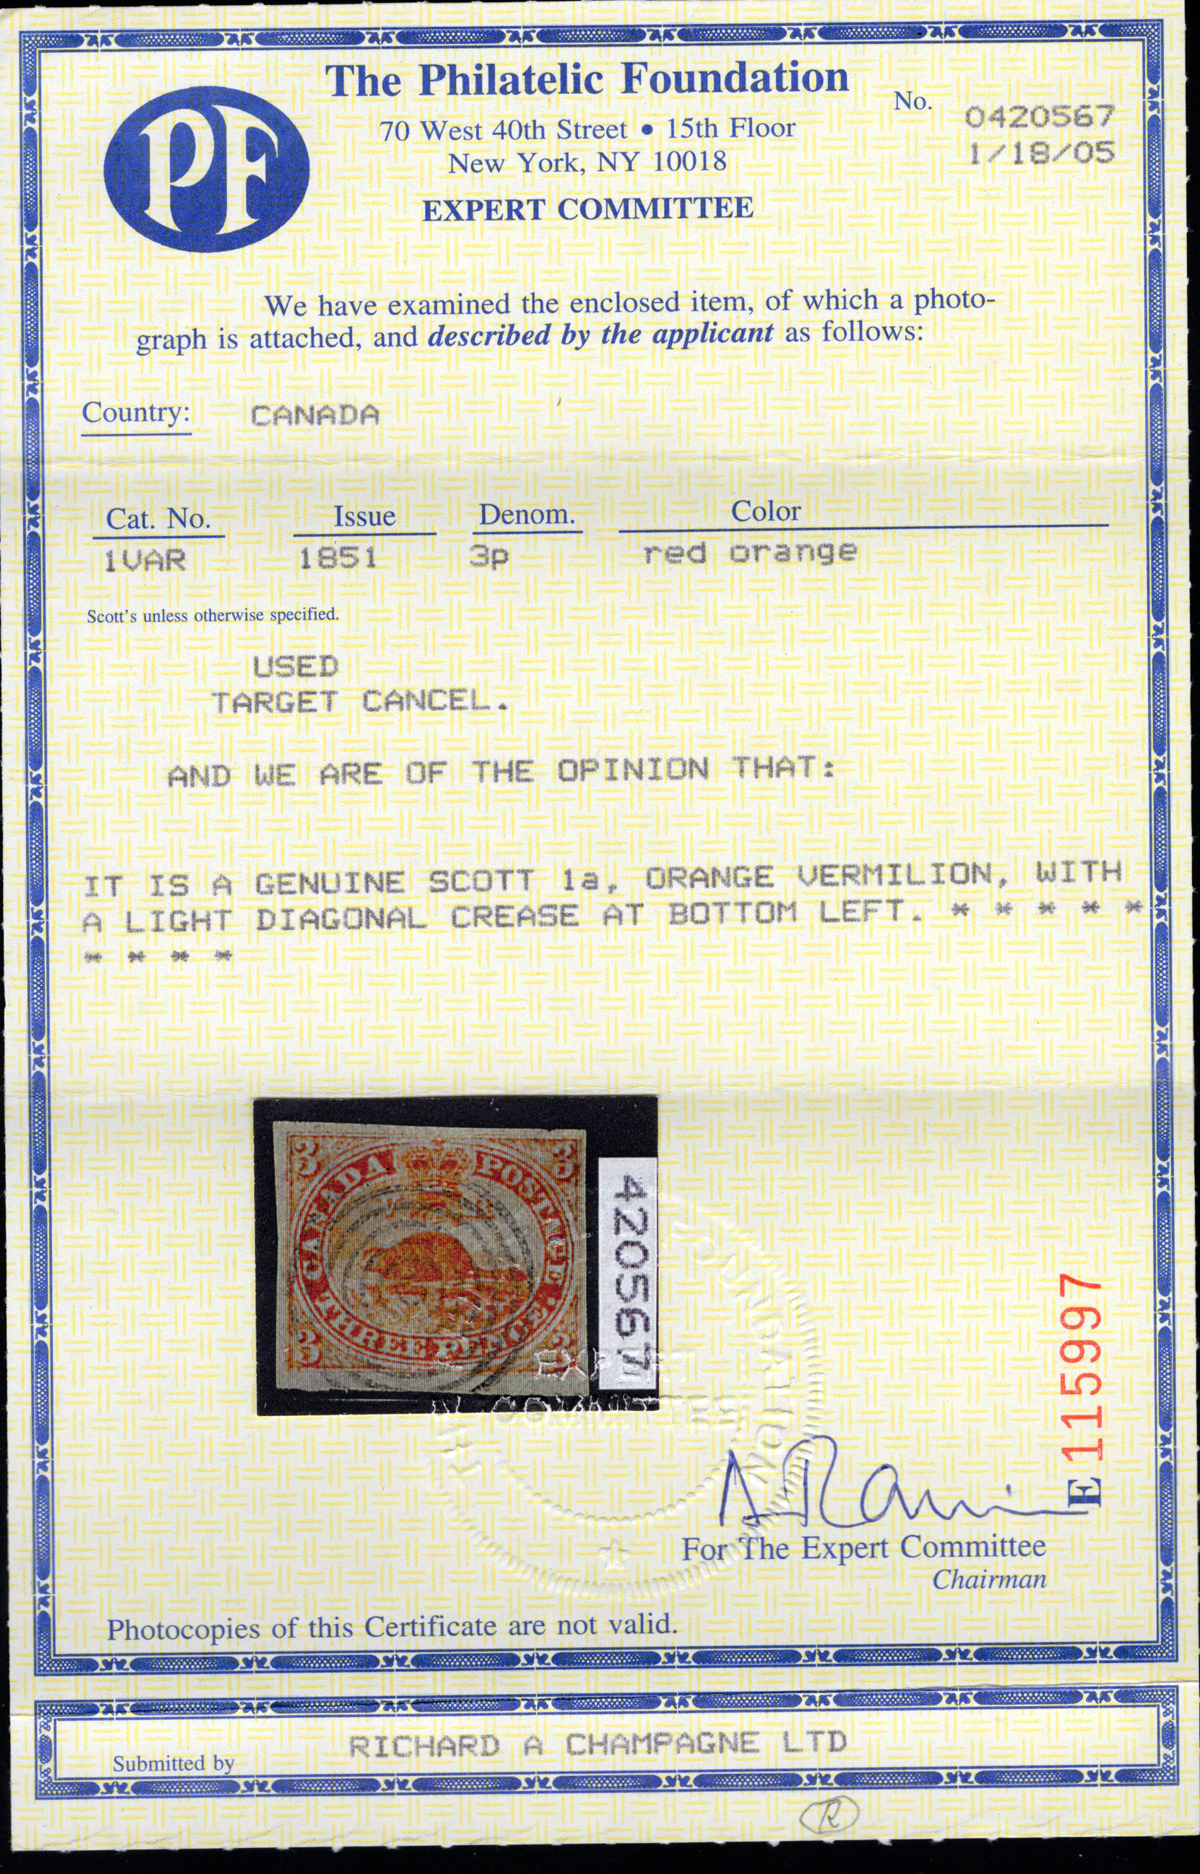 The Philatelic Foundation
No. 0420567
70 West 40th Street • 15th Floor
1/18/05
New York, NY 10018
EXPERT COMMITTEE
PF
We have examined the enclosed item, of which a photo-
graph is attached, and described by the applicant as follows:
Country: CANADA
Cat. No. Issue Denom. Color
1VAR 1851 3p red orange
Scott's unless otherwise specified.
USED
TARGET CANCEL.
AND WE ARE OF THE OPINION THAT:
IT IS A GENUINE SCOTT 1a, ORANGE VERMILION, WITH
A LIGHT DIAGONAL CREASE AT BOTTOM LEFT. * * * * *
* * * *
3 3
CANADA POSTAGE.
THREE PENCE.
3 3
420567
EXPERT
COMMITTEE
FOUNDATION
E 115997
For The Expert Committee
Chairman
Photocopies of this Certificate are not valid.
Submitted by RICHARD A CHAMPAGNE LTD
R